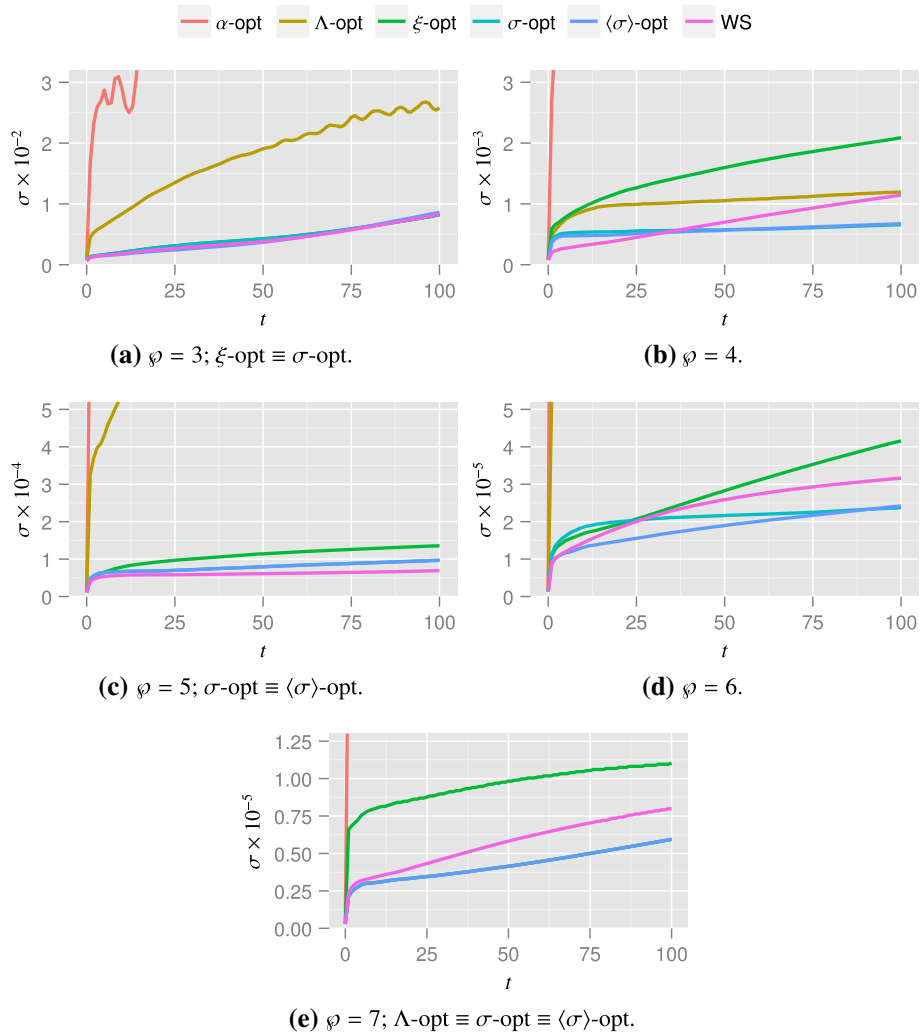 α-opt Λ-opt ξ-opt σ-opt ⟨σ⟩-opt WS
3
2
1
0
σ × 10⁻²
0 25 50 75 100
t
(a) ℘ = 3; ξ-opt ≡ σ-opt.
3
2
1
0
σ × 10⁻³
0 25 50 75 100
t
(b) ℘ = 4.
5
4
3
2
1
0
σ × 10⁻⁴
0 25 50 75 100
t
(c) ℘ = 5; σ-opt ≡ ⟨σ⟩-opt.
5
4
3
2
1
0
σ × 10⁻⁵
0 25 50 75 100
t
(d) ℘ = 6.
1.25
1.00
0.75
0.50
0.25
0.00
σ × 10⁻⁵
0 25 50 75 100
t
(e) ℘ = 7; Λ-opt ≡ σ-opt ≡ ⟨σ⟩-opt.